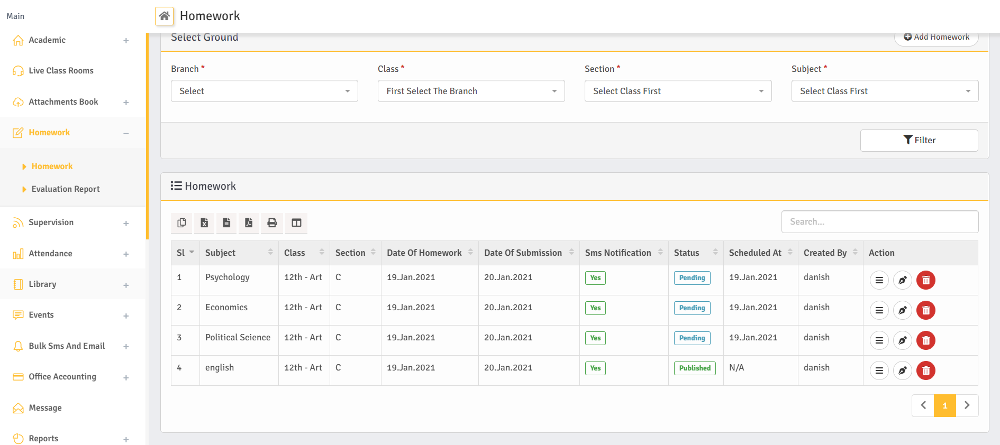 Main
Academic
Live Class Rooms
Attachments Book
Homework
Homework
Evaluation Report
Supervision
Attendance
Library
Events
Bulk Sms And Email
Office Accounting
Message
Reports
Homework
Select Ground
Add Homework
Branch * Class * Section * Subject *
Select First Select The Branch Select Class First Select Class First
Filter
Homework
Search...
Sl Subject Class Section Date Of Homework Date Of Submission Sms Notification Status Scheduled At Created By Action
1 Psychology 12th - Art C 19.Jan.2021 20.Jan.2021 Yes Pending 19.Jan.2021 danish
2 Economics 12th - Art C 19.Jan.2021 20.Jan.2021 Yes Pending 19.Jan.2021 danish
3 Political Science 12th - Art C 19.Jan.2021 20.Jan.2021 Yes Pending 19.Jan.2021 danish
4 english 12th - Art C 19.Jan.2021 20.Jan.2021 Yes Published N/A danish
1